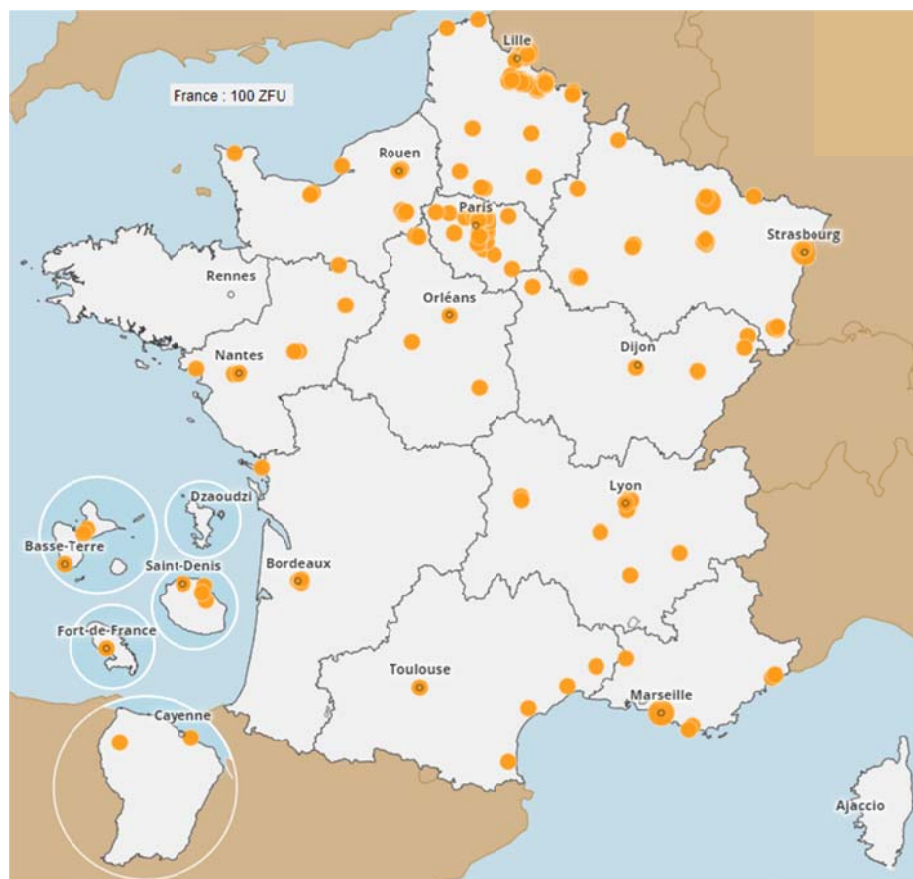 Lille
France : 100 ZFU
Rouen
Paris
Strasbourg
Rennes
Orléans
Nantes
Dijon
Dzaoudzi
Lyon
Basse-Terre
Saint-Denis
Bordeaux
Fort-de-France
Toulouse
Marseille
Cayenne
Ajaccio